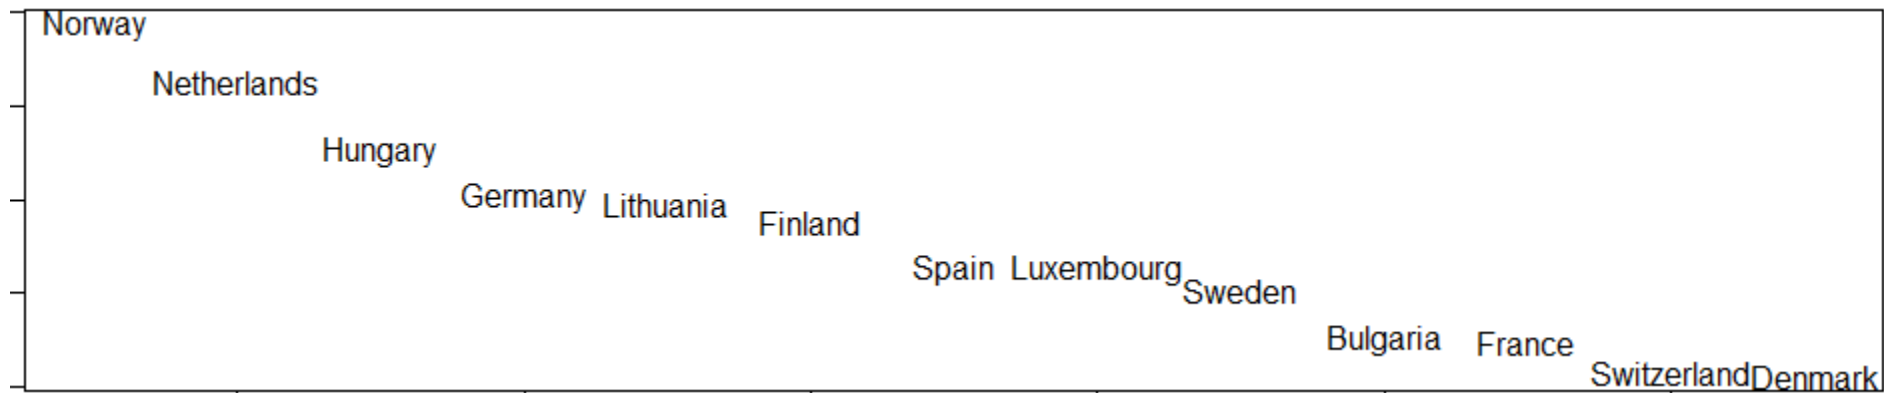 Norway
Netherlands
Hungary
Germany
Lithuania
Finland
Spain
Luxembourg
Sweden
Bulgaria
France
Switzerland
Denmark